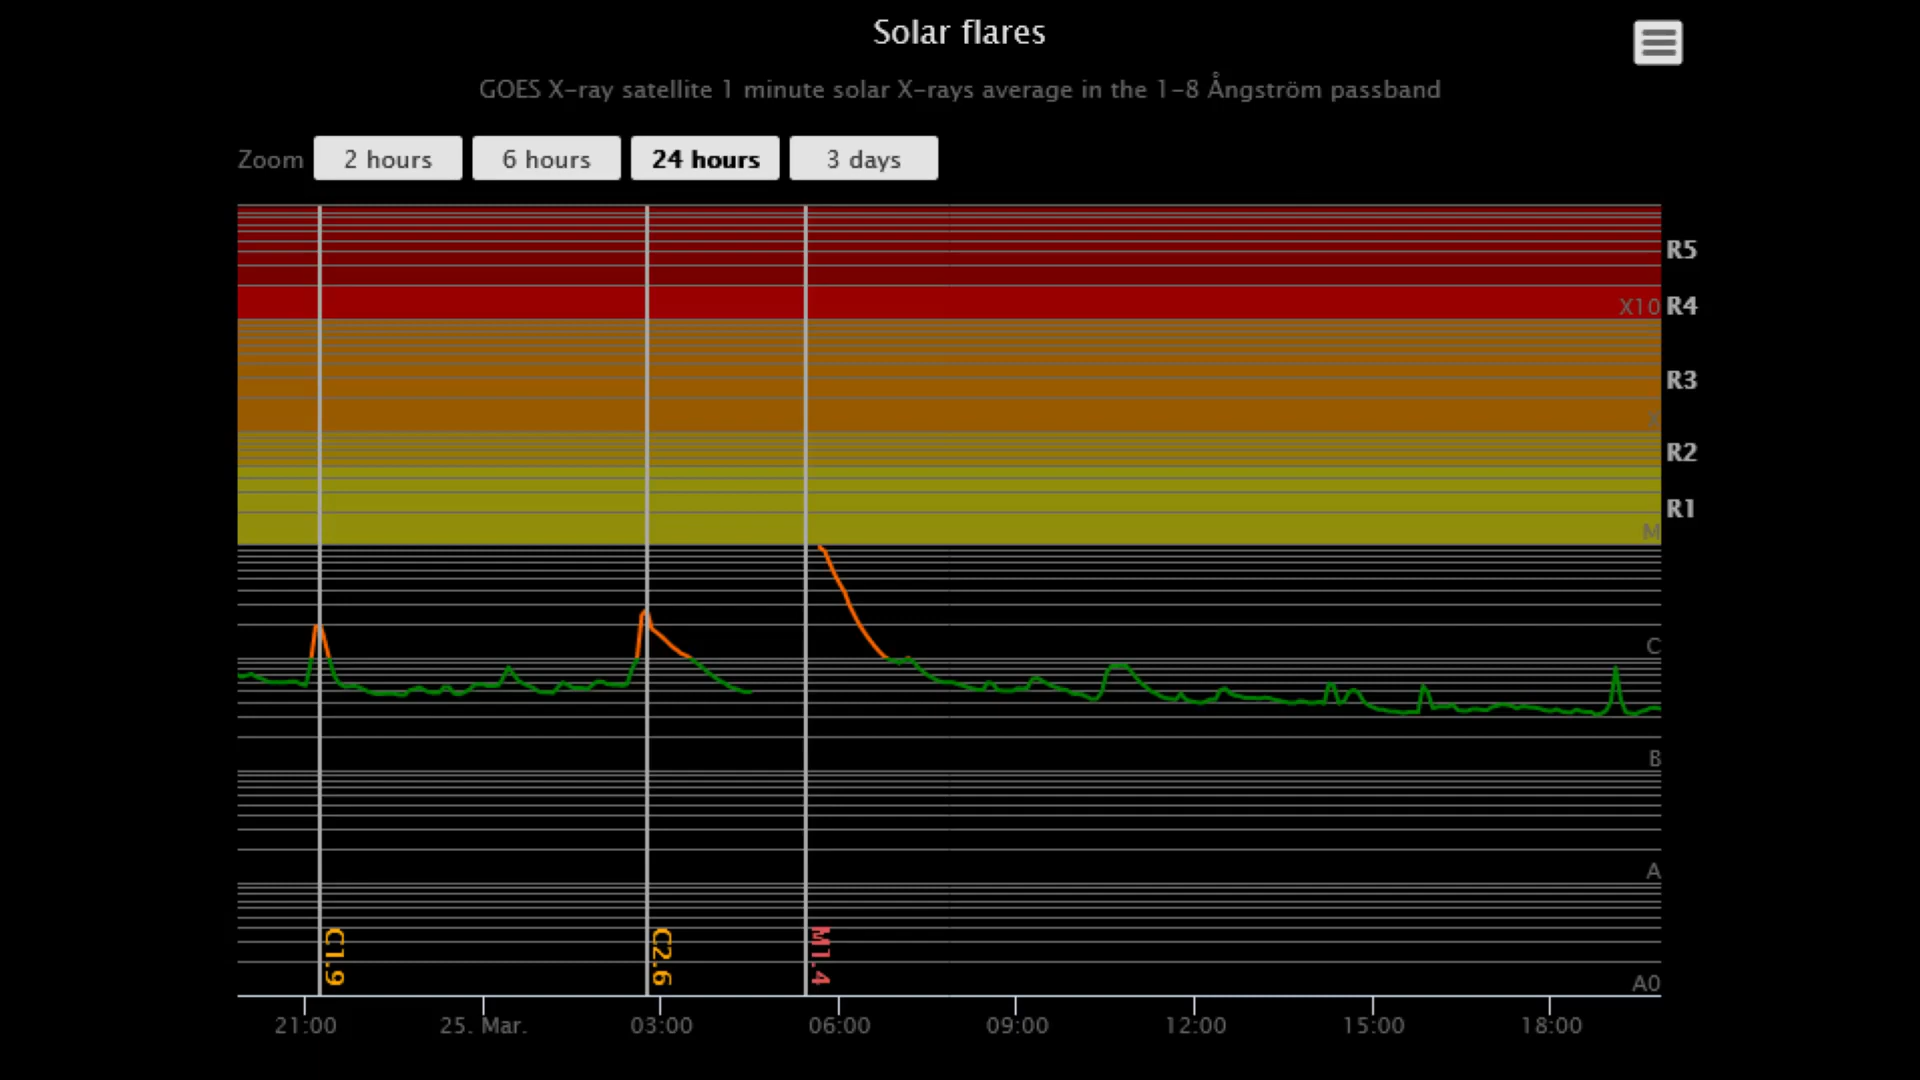 Solar flares
GOES X-ray satellite 1 minute solar X-rays average in the 1-8 Ångström passband
Zoom 2 hours 6 hours 24 hours 3 days
R5
X10 R4
R3
X
R2
R1
M
C
B
A
C1.9 C2.6 M1.4
A0
21:00 25. Mar. 03:00 06:00 09:00 12:00 15:00 18:00